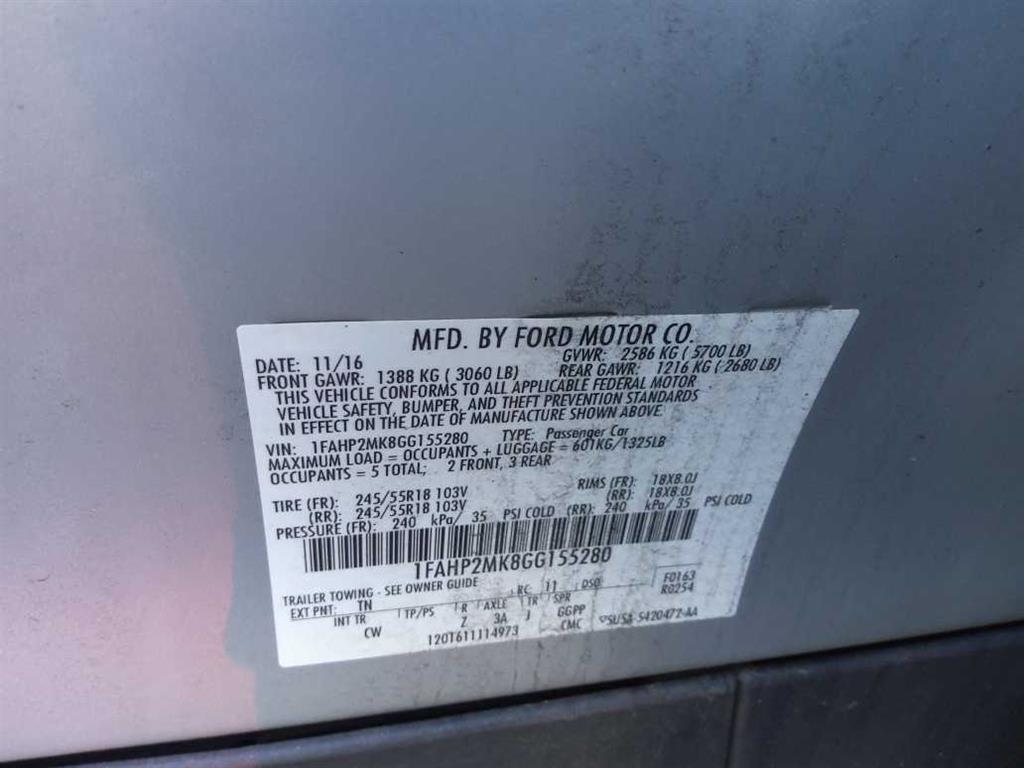 MFD. BY FORD MOTOR CO.
DATE: 11/16 GVWR: 2586 KG ( 5700 LB)
FRONT GAWR: 1388 KG ( 3060 LB) REAR GAWR: 1216 KG ( 2680 LB)
THIS VEHICLE CONFORMS TO ALL APPLICABLE FEDERAL MOTOR
VEHICLE SAFETY, BUMPER, AND THEFT PREVENTION STANDARDS
IN EFFECT ON THE DATE OF MANUFACTURE SHOWN ABOVE
VIN: 1FAHP2MK8GG155280 TYPE: Passenger Car
MAXIMUM LOAD = OCCUPANTS + LUGGAGE = 601KG/1325LB
OCCUPANTS = 5 TOTAL; 2 FRONT, 3 REAR
TIRE (FR): 245/55R18 103V RIMS (FR): 18X8.0J
(RR): 245/55R18 103V (RR): 18X8.0J
PRESSURE (FR): 240 kPa/ 35 PSI COLD (RR): 240 kPa/ 35 PSI COLD
1FAHP2MK8GG155280
TRAILER TOWING - SEE OWNER GUIDE
EXT PNT: TN RC: 11 DSO: F0163
R0254
INT TR TP/PS R AXLE TR SPR
CW Z 3A J GGPP
120T611114973 CMC 5420472-AA